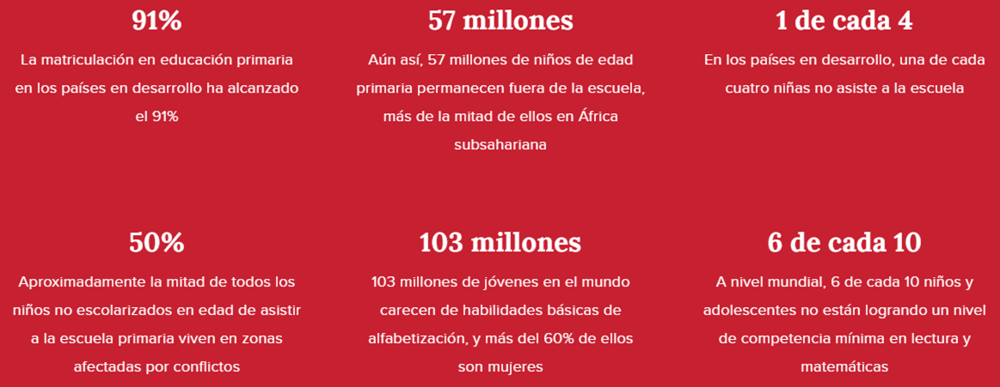 91%
La matriculación en educación primaria
en los países en desarrollo ha alcanzado
el 91%
57 millones
Aún así, 57 millones de niños de edad
primaria permanecen fuera de la escuela,
más de la mitad de ellos en África
subsahariana
1 de cada 4
En los países en desarrollo, una de cada
cuatro niñas no asiste a la escuela
50%
Aproximadamente la mitad de todos los
niños no escolarizados en edad de asistir
a la escuela primaria viven en zonas
afectadas por conflictos
103 millones
103 millones de jóvenes en el mundo
carecen de habilidades básicas de
alfabetización, y más del 60% de ellos
son mujeres
6 de cada 10
A nivel mundial, 6 de cada 10 niños y
adolescentes no están logrando un nivel
de competencia mínima en lectura y
matemáticas